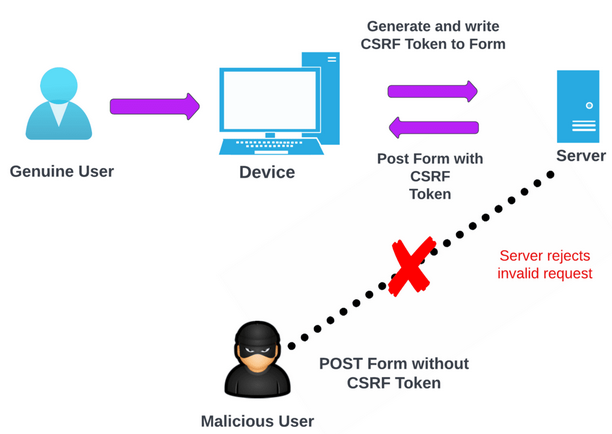 Generate and write
CSRF Token to Form
Genuine User
Device
Post Form with
CSRF
Token
Server
Server rejects
invalid request
POST Form without
CSRF Token
Malicious User